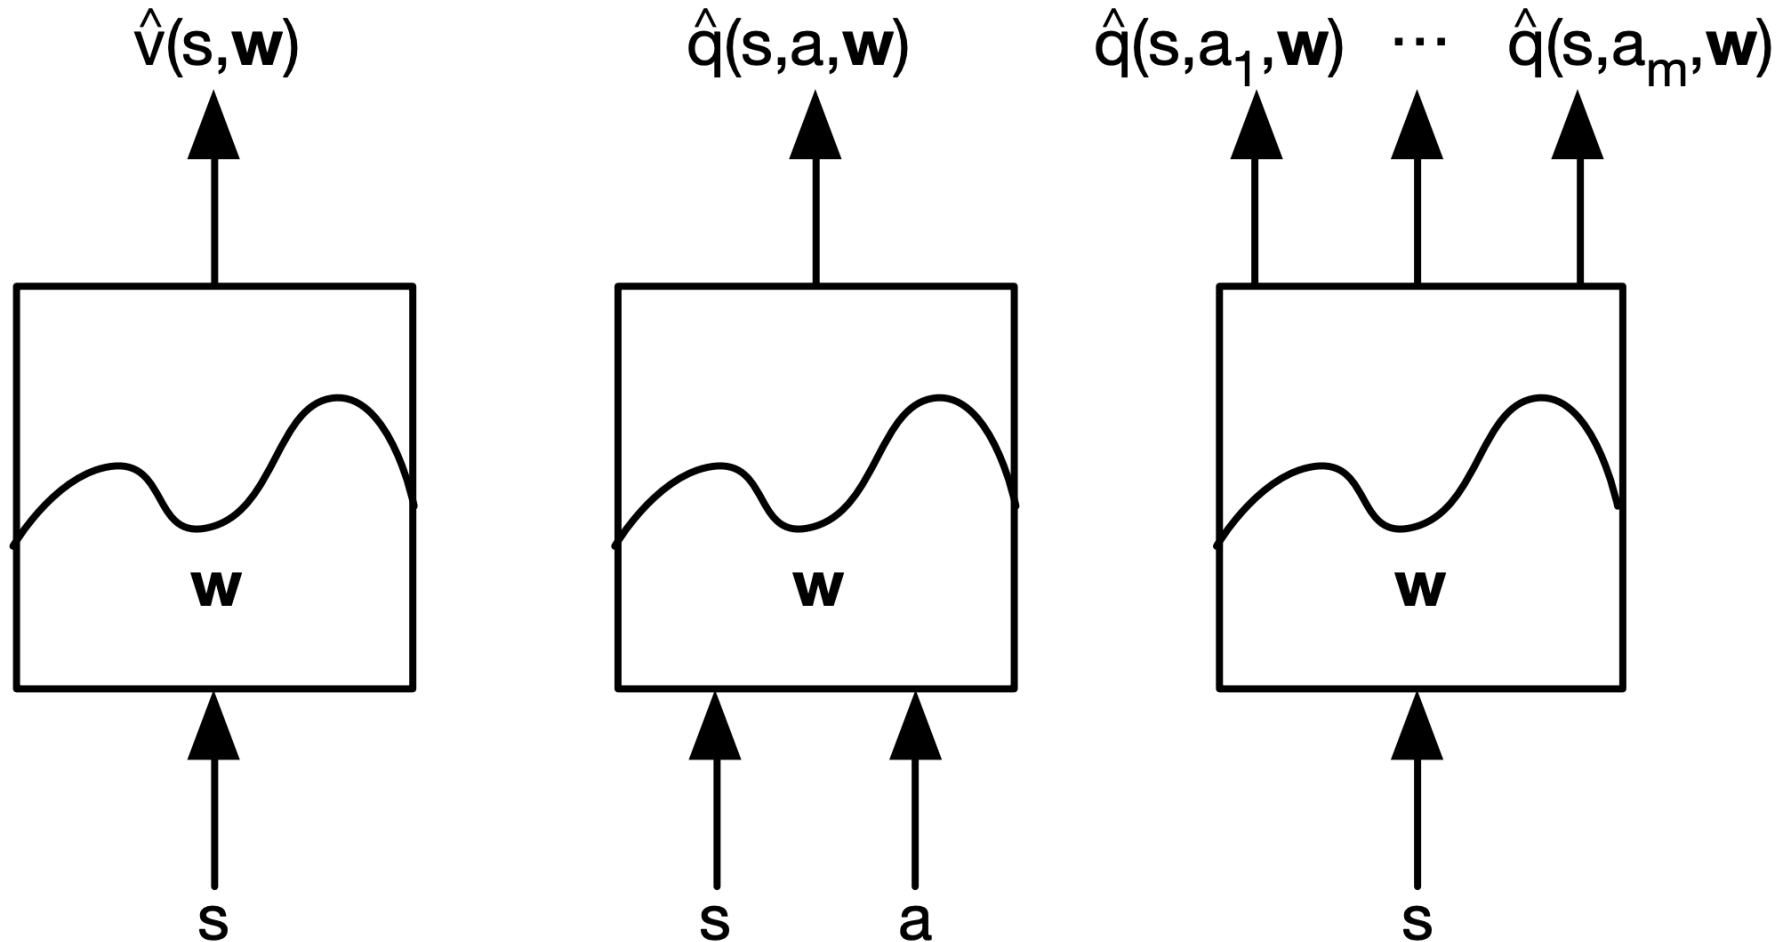 v̂(s,w) q̂(s,a,w) q̂(s,a₁,w) ··· q̂(s,aₘ,w)
w w w
s s a s